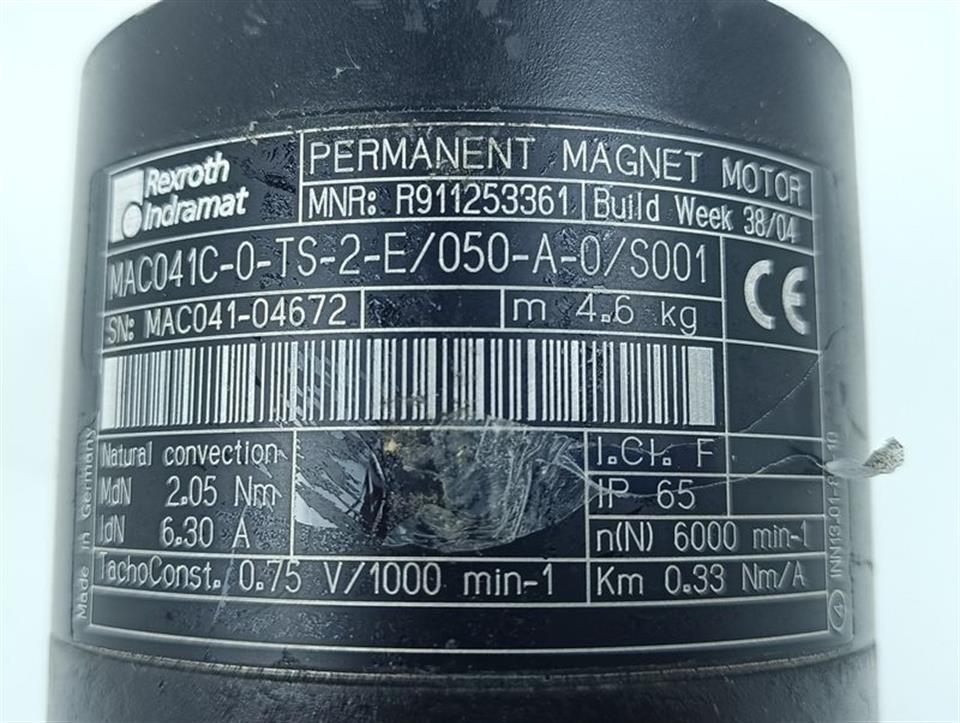 Rexroth
Indramat
PERMANENT MAGNET MOTOR
MNR: R911253361 Build Week 38/04
MAC041C-0-TS-2-E/050-A-0/S001
CE
SN: MAC041-04672 m 4.6 kg
Natural convection I.Cl. F
MdN 2.05 Nm IP 65
IdN 6.30 A n(N) 6000 min-1
TachoConst. 0.75 V/1000 min-1 Km 0.33 Nm/A
Made in Germany